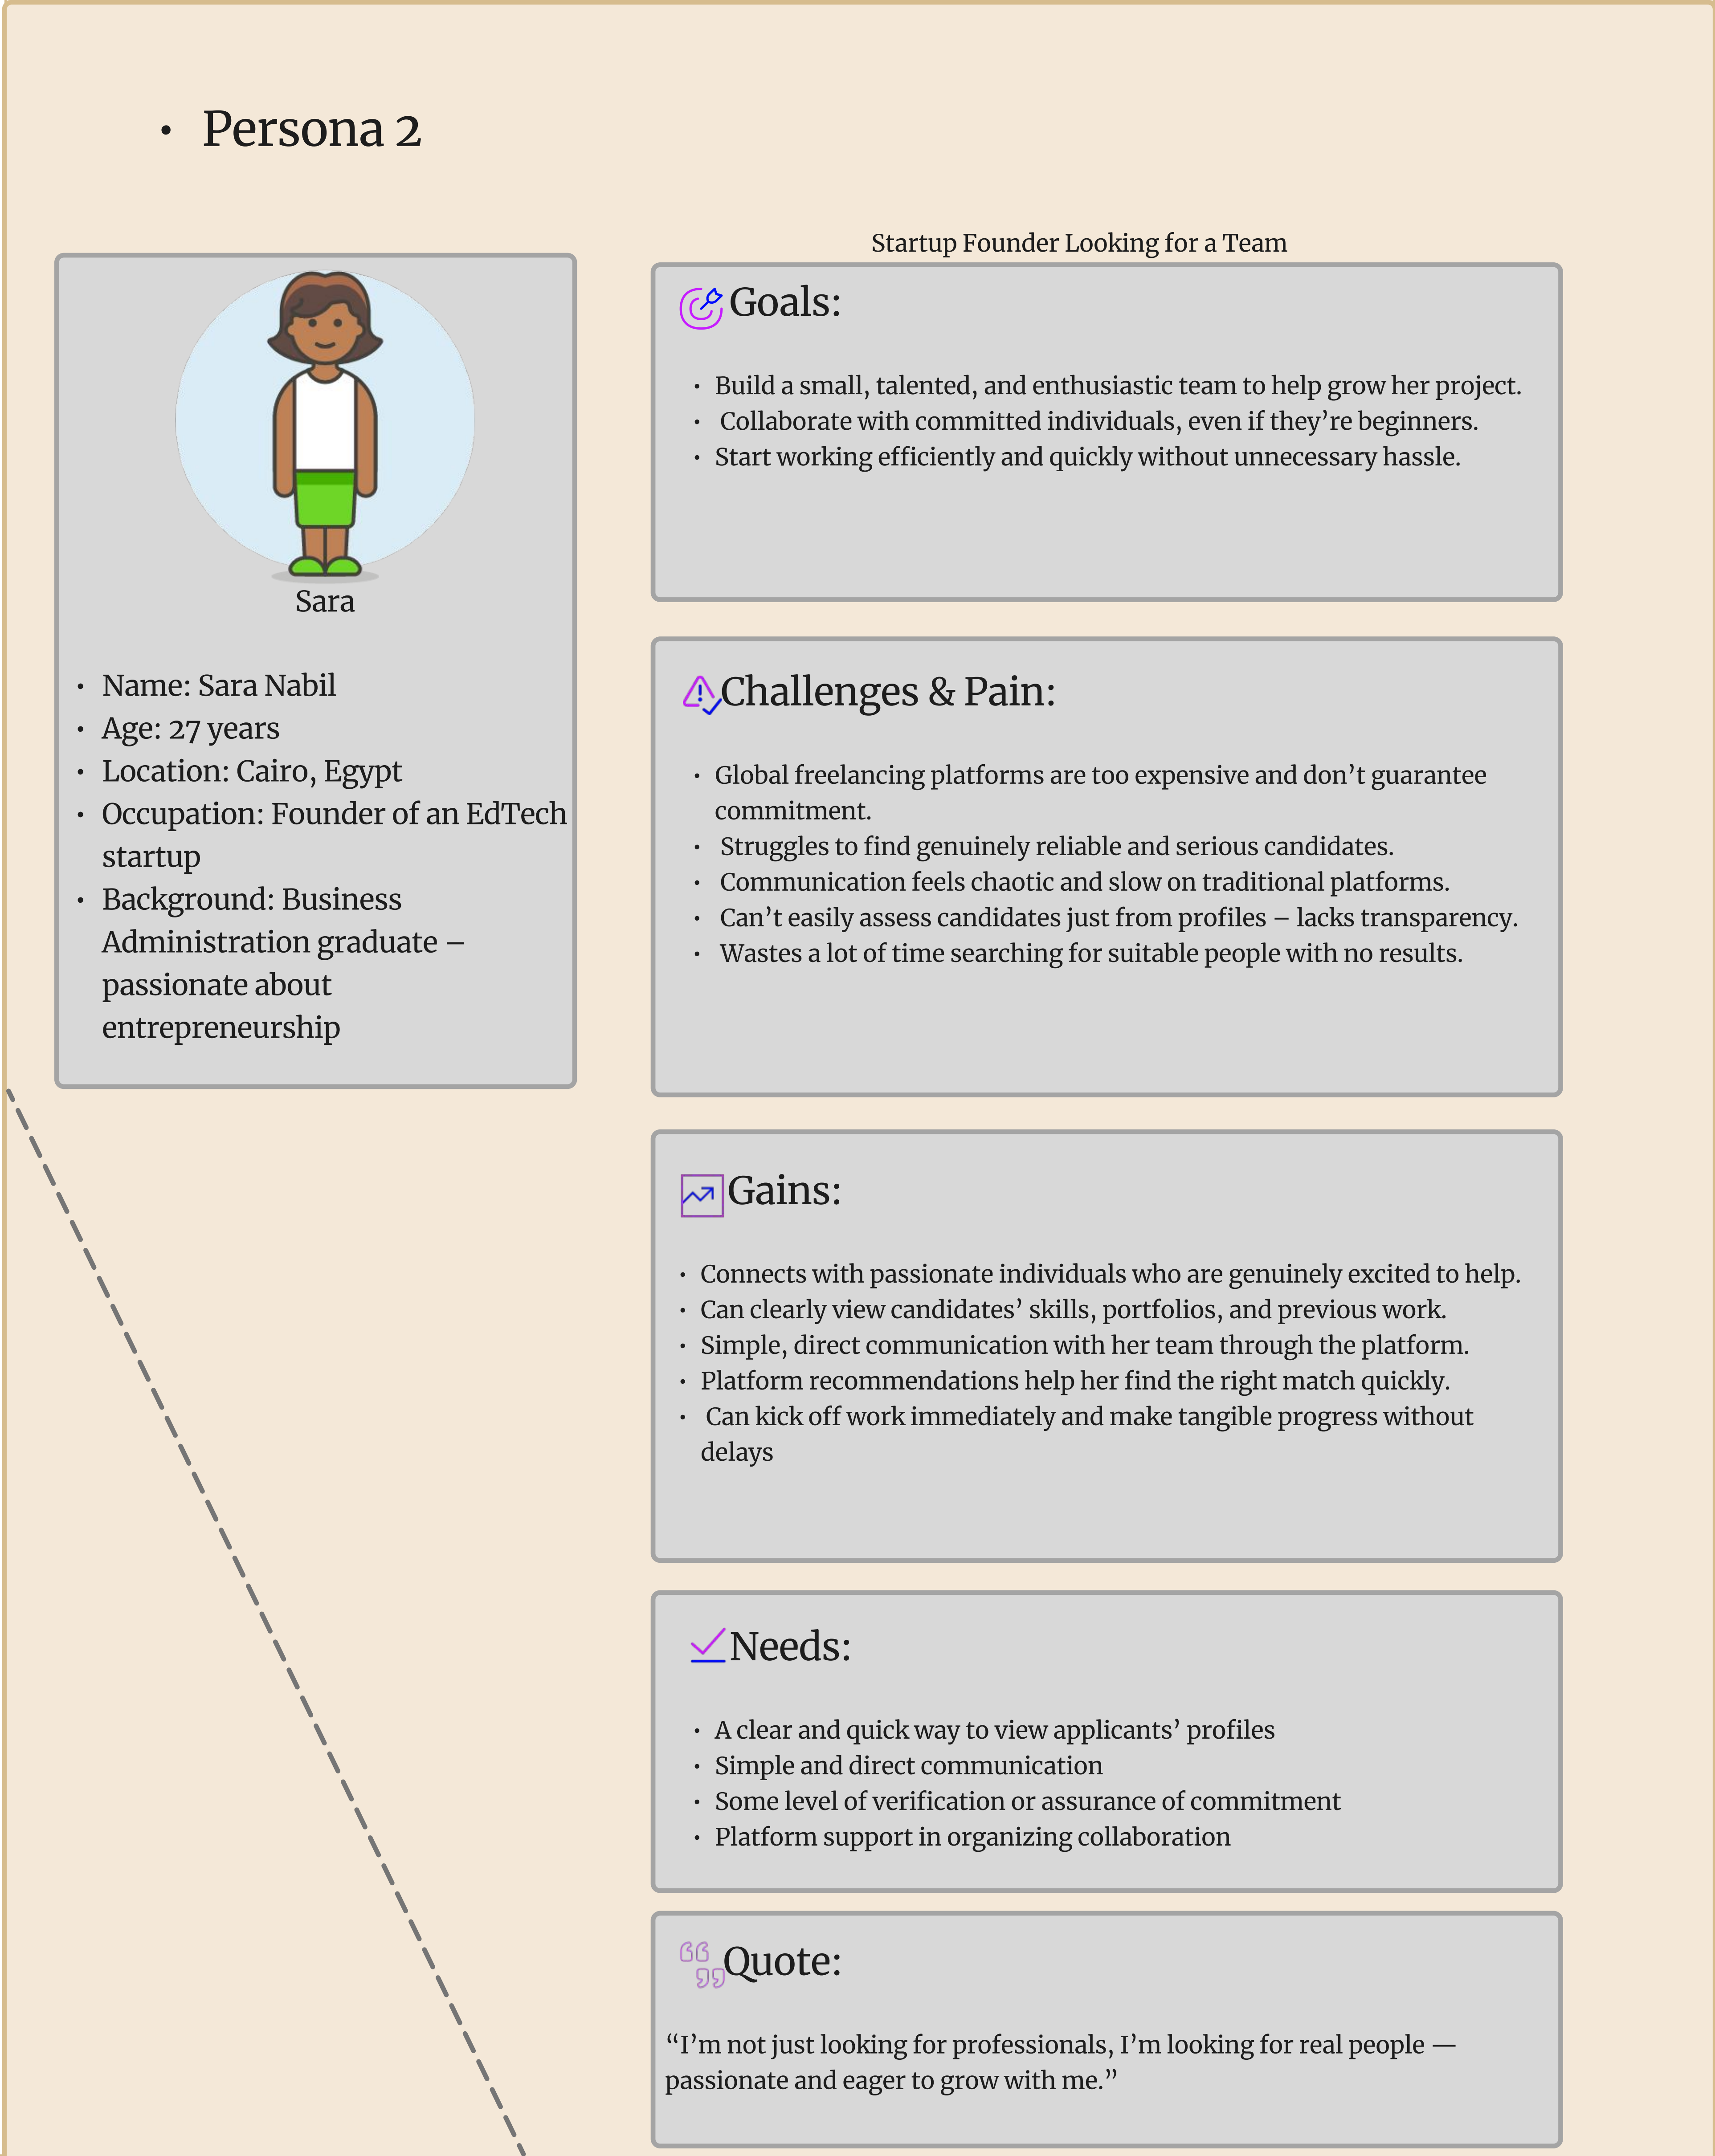 • Persona 2
Startup Founder Looking for a Team
Sara
• Name: Sara Nabil
• Age: 27 years
• Location: Cairo, Egypt
• Occupation: Founder of an EdTech
startup
• Background: Business
Administration graduate –
passionate about
entrepreneurship
Goals:
• Build a small, talented, and enthusiastic team to help grow her project.
• Collaborate with committed individuals, even if they’re beginners.
• Start working efficiently and quickly without unnecessary hassle.
Challenges & Pain:
• Global freelancing platforms are too expensive and don’t guarantee
commitment.
• Struggles to find genuinely reliable and serious candidates.
• Communication feels chaotic and slow on traditional platforms.
• Can’t easily assess candidates just from profiles – lacks transparency.
• Wastes a lot of time searching for suitable people with no results.
Gains:
• Connects with passionate individuals who are genuinely excited to help.
• Can clearly view candidates’ skills, portfolios, and previous work.
• Simple, direct communication with her team through the platform.
• Platform recommendations help her find the right match quickly.
• Can kick off work immediately and make tangible progress without
delays
Needs:
• A clear and quick way to view applicants’ profiles
• Simple and direct communication
• Some level of verification or assurance of commitment
• Platform support in organizing collaboration
Quote:
“I’m not just looking for professionals, I’m looking for real people —
passionate and eager to grow with me.”